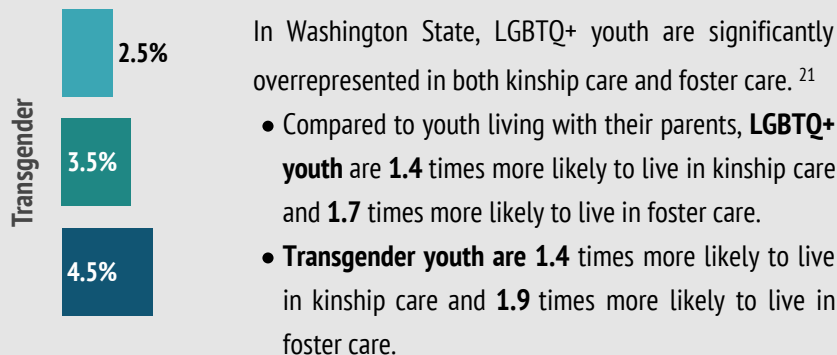 Transgender
2.5%
3.5%
4.5%
In Washington State, LGBTQ+ youth are significantly
overrepresented in both kinship care and foster care. 21
• Compared to youth living with their parents, LGBTQ+
youth are 1.4 times more likely to live in kinship care
and 1.7 times more likely to live in foster care.
• Transgender youth are 1.4 times more likely to live
in kinship care and 1.9 times more likely to live in
foster care.